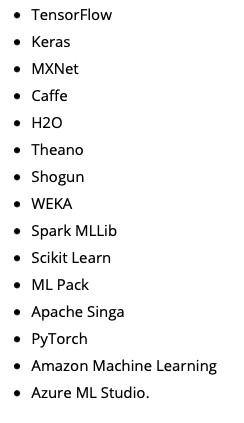 TensorFlow
Keras
MXNet
Caffe
H2O
Theano
Shogun
WEKA
Spark MLLib
Scikit Learn
ML Pack
Apache Singa
PyTorch
Amazon Machine Learning
Azure ML Studio.